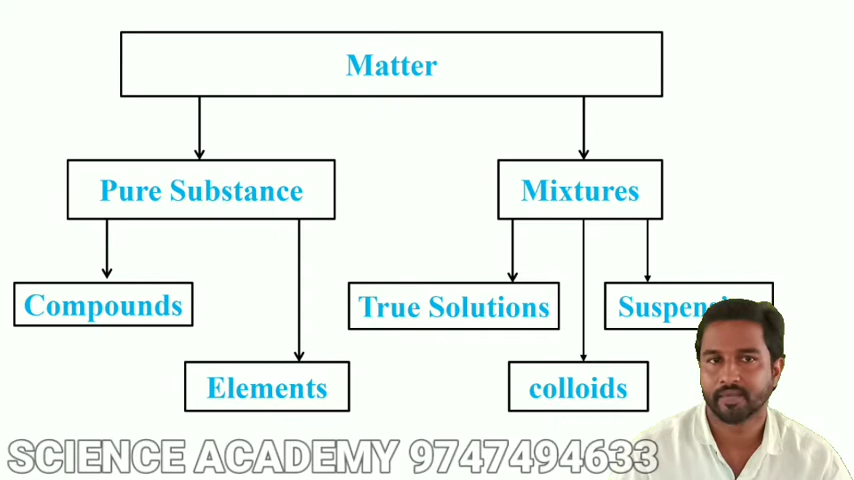 Matter
Pure Substance
Mixtures
Compounds
True Solutions
Elements
colloids
SCIENCE ACADEMY 9747494633